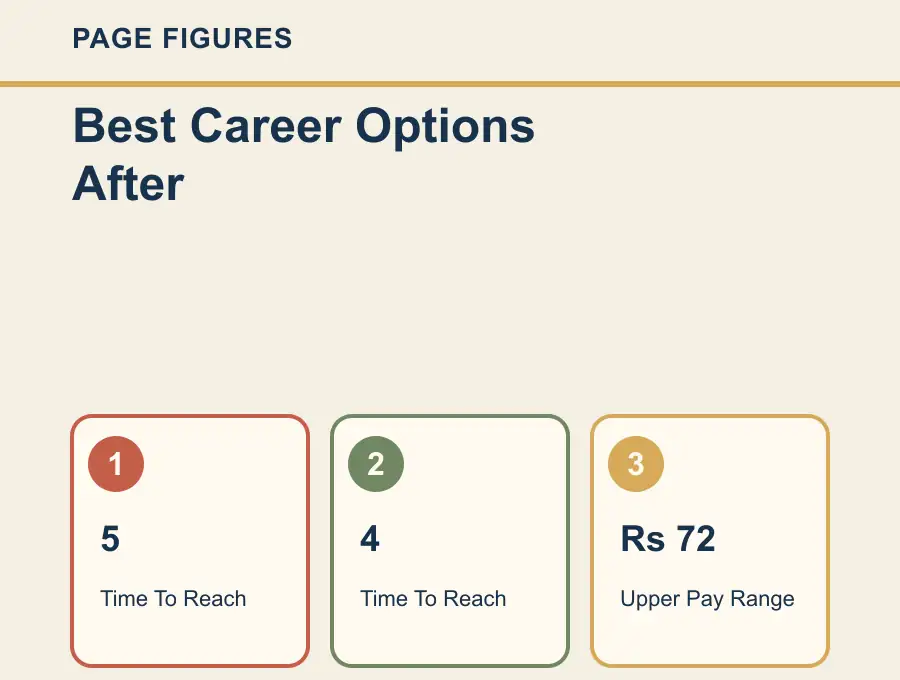 PAGE FIGURES
Best Career Options
After
1
5
Time To Reach
2
4
Time To Reach
3
Rs 72
Upper Pay Range